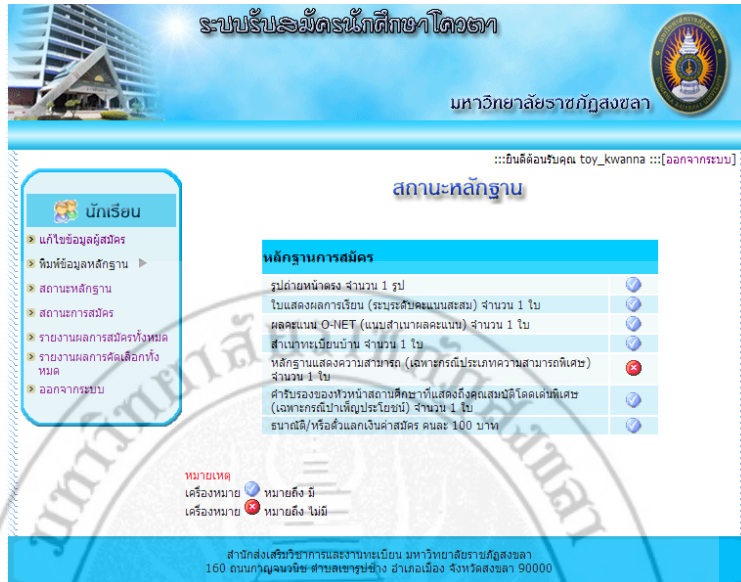 ระบบรับสมัครนักศึกษาโควตา
มหาวิทยาลัยราชภัฏสงขลา
:::ยินดีต้อนรับคุณ toy_kwanna :::[ออกจากระบบ]
สถานะหลักฐาน
นักเรียน
แก้ไขข้อมูลผู้สมัคร
พิมพ์ข้อมูลหลักฐาน
สถานะหลักฐาน
สถานะการสมัคร
รายงานผลการสมัครทั้งหมด
รายงานผลการคัดเลือกทั้ง
หมด
ออกจากระบบ
หลักฐานการสมัคร
รูปถ่ายหน้าตรง จำนวน 1 รูป
ใบแสดงผลการเรียน (ระบุระดับคะแนนสะสม) จำนวน 1 ใบ
ผลคะแนน O-NET (แนบสำเนาผลคะแนน) จำนวน 1 ใบ
สำเนาทะเบียนบ้าน จำนวน 1 ใบ
หลักฐานแสดงความสามารถ (เฉพาะกรณีประเภทความสามารถพิเศษ)
จำนวน 1 ใบ
คำรับรองของหัวหน้าสถานศึกษาที่แสดงถึงคุณสมบัติโดดเด่นพิเศษ
(เฉพาะกรณีบำเพ็ญประโยชน์) จำนวน 1 ใบ
ธนาณัติ/หรือตั๋วแลกเงินค่าสมัคร คนละ 100 บาท
หมายเหตุ
เครื่องหมาย หมายถึง มี
เครื่องหมาย หมายถึง ไม่มี
มหาวิทยาลัยราชภัฏสงขลา
สำนักส่งเสริมวิชาการและงานทะเบียน มหาวิทยาลัยราชภัฏสงขลา
160 ถนนกาญจนวนิช ตำบลเขารูปช้าง อำเภอเมือง จังหวัดสงขลา 90000